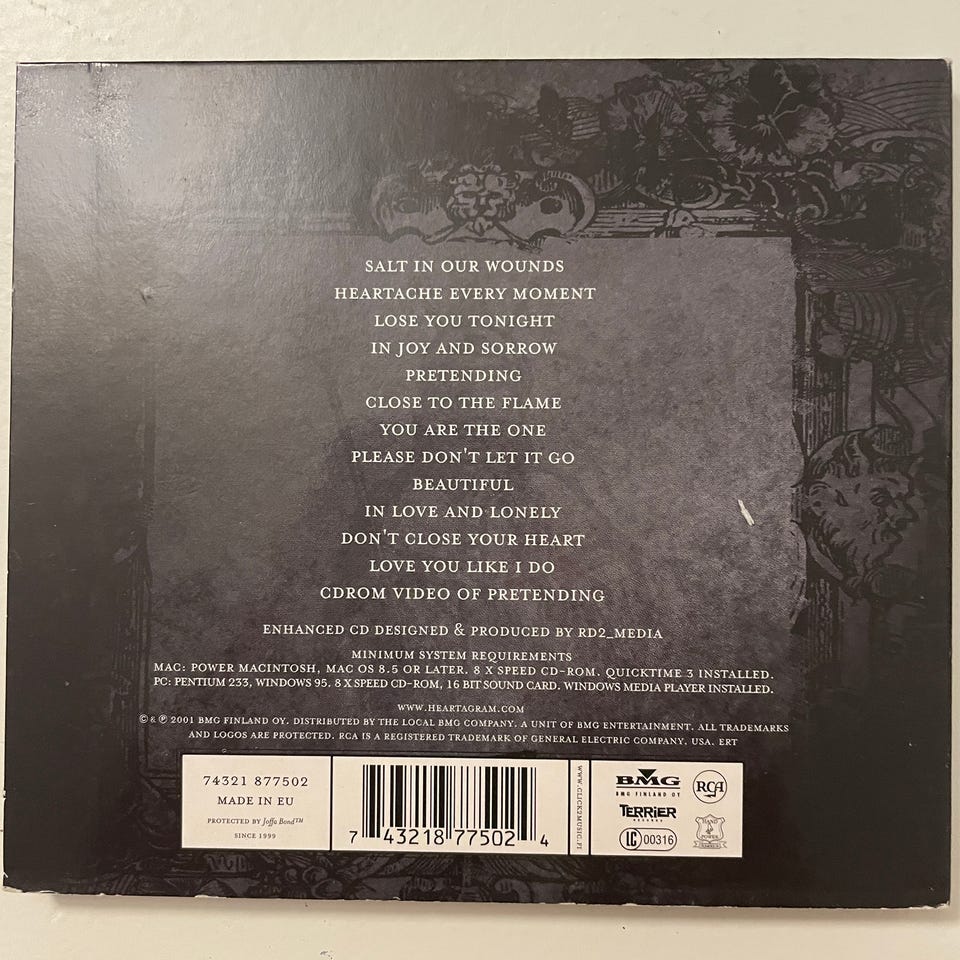 SALT IN OUR WOUNDS
HEARTACHE EVERY MOMENT
LOSE YOU TONIGHT
IN JOY AND SORROW
PRETENDING
CLOSE TO THE FLAME
YOU ARE THE ONE
PLEASE DON'T LET IT GO
BEAUTIFUL
IN LOVE AND LONELY
DON'T CLOSE YOUR HEART
LOVE YOU LIKE I DO
CDROM VIDEO OF PRETENDING
ENHANCED CD DESIGNED & PRODUCED BY RD2_MEDIA
MINIMUM SYSTEM REQUIREMENTS
MAC: POWER MACINTOSH, MAC OS 8.5 OR LATER. 8 X SPEED CD-ROM. QUICKTIME 3 INSTALLED.
PC: PENTIUM 233, WINDOWS 95. 8 X SPEED CD-ROM, 16 BIT SOUND CARD. WINDOWS MEDIA PLAYER INSTALLED.
WWW.HEARTAGRAM.COM
© & ℗ 2001 BMG FINLAND OY. DISTRIBUTED BY THE LOCAL BMG COMPANY. A UNIT OF BMG ENTERTAINMENT. ALL TRADEMARKS
AND LOGOS ARE PROTECTED. RCA IS A REGISTERED TRADEMARK OF GENERAL ELECTRIC COMPANY, USA. ERT
74321 877502
MADE IN EU
PROTECTED BY Joffa Bond™
SINCE 1999
7 43218 77502 4
WWW.CLICK2MUSIC.FI
BMG
BMG FINLAND OY
RCA
TERRIER
RECORDS
HAND
POWER
LC 00316